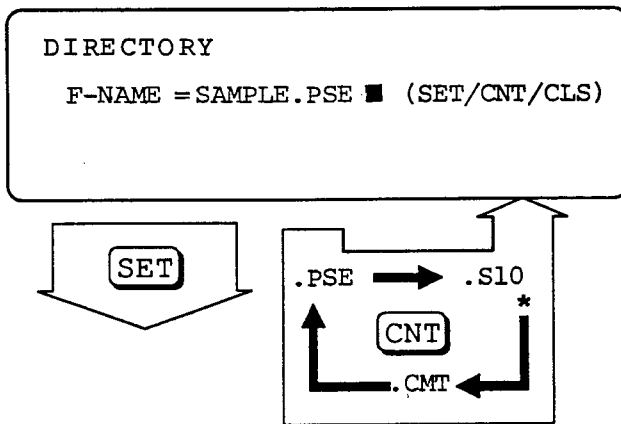 DIRECTORY
F-NAME =SAMPLE.PSE ■ (SET/CNT/CLS)
SET
.PSE .S10
*
CNT
.CMT